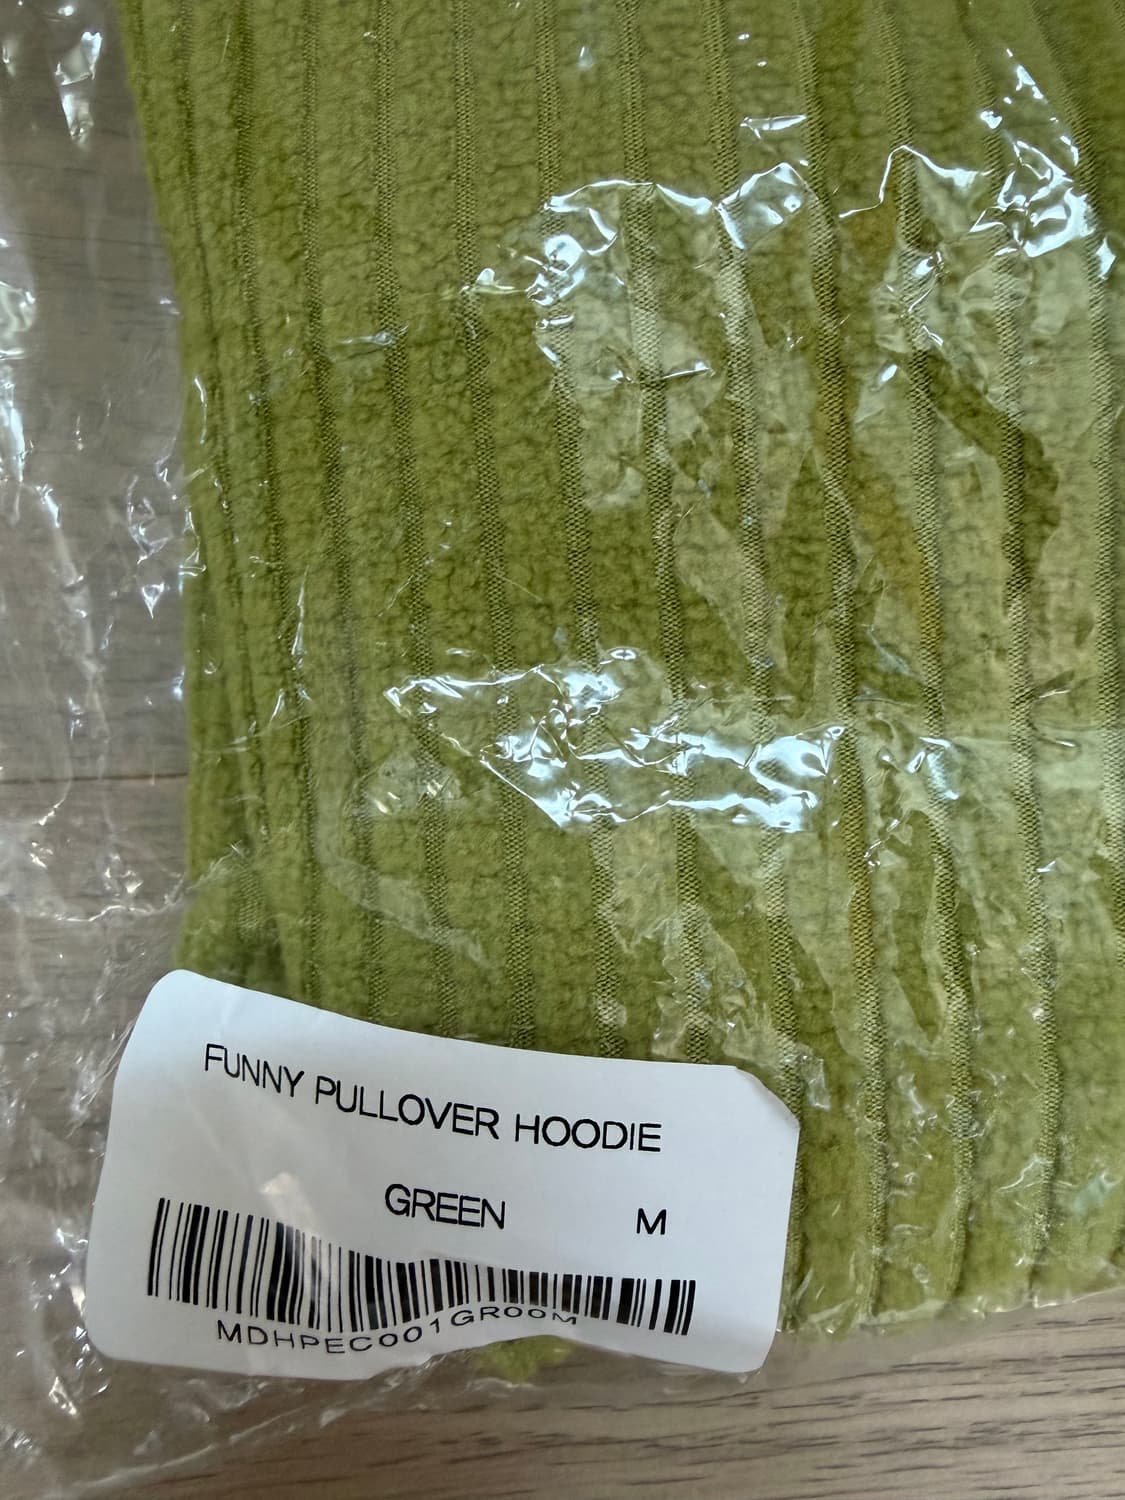 FUNNY PULLOVER HOODIE
GREEN M
MDHPEC001GR00M